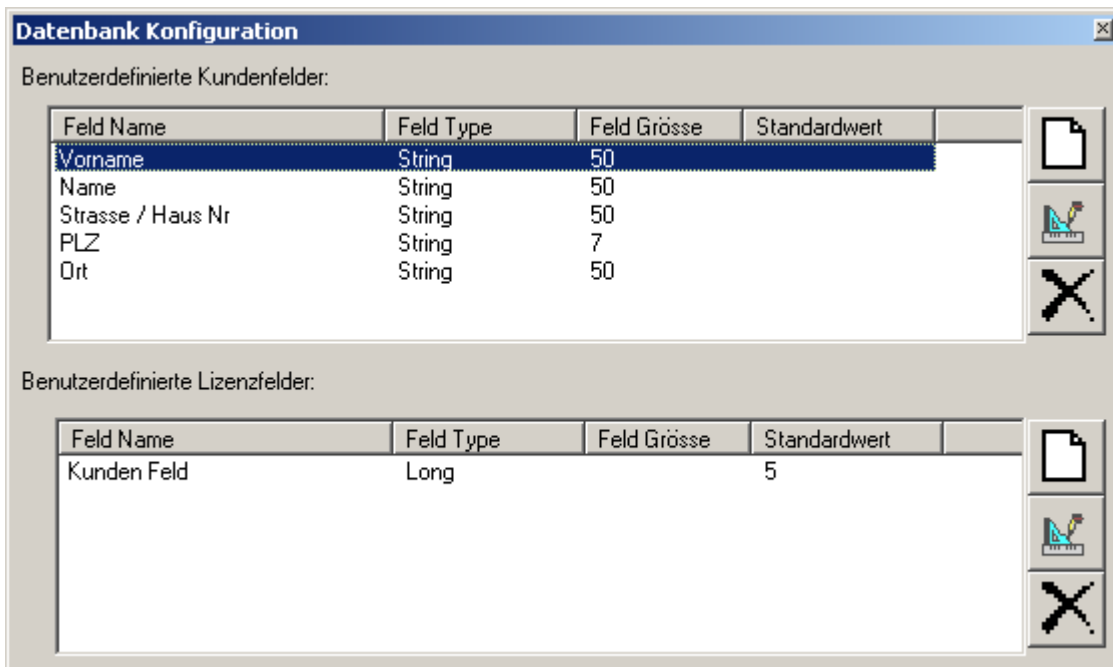 Datenbank Konfiguration
Benutzerdefinierte Kundenfelder:
Feld Name Feld Type Feld Grösse Standardwert
Vorname String 50
Name String 50
Strasse / Haus Nr String 50
PLZ String 7
Ort String 50
Benutzerdefinierte Lizenzfelder:
Feld Name Feld Type Feld Grösse Standardwert
Kunden Feld Long 5